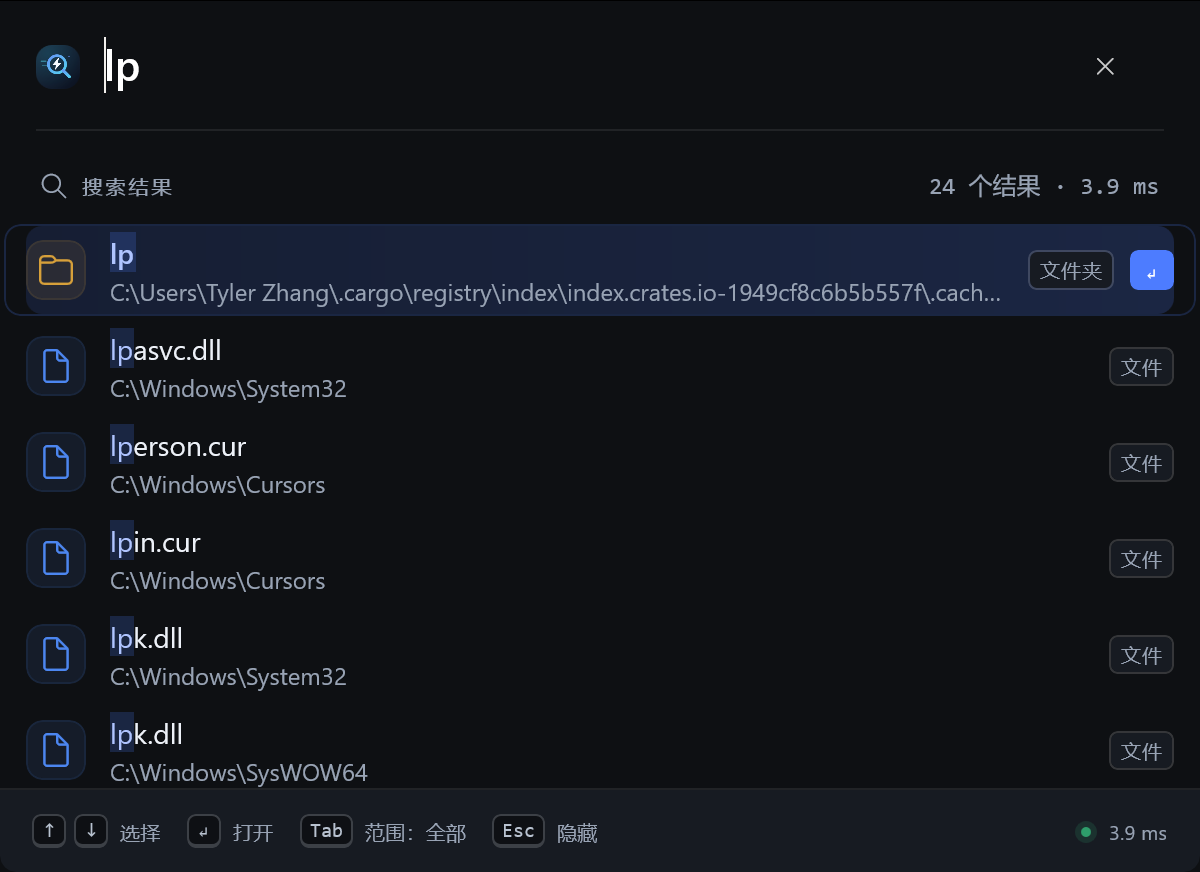 lp
搜索结果 24 个结果 · 3.9 ms
lp
C:\Users\Tyler Zhang\.cargo\registry\index\index.crates.io-1949cf8c6b5b557f\.cach...
文件夹 ↲
lpasvc.dll
C:\Windows\System32
文件
lperson.cur
C:\Windows\Cursors
文件
lpin.cur
C:\Windows\Cursors
文件
lpk.dll
C:\Windows\System32
文件
lpk.dll
C:\Windows\SysWOW64
文件
↑ ↓ 选择 ↲ 打开 Tab 范围: 全部 Esc 隐藏 3.9 ms